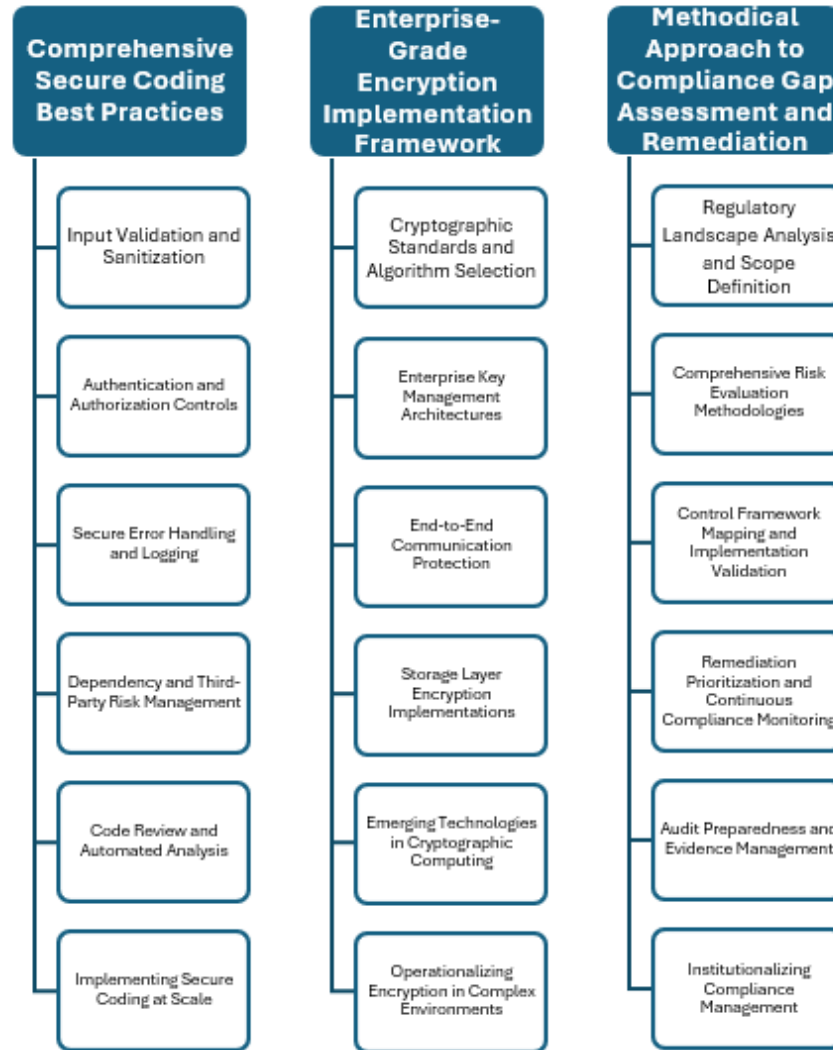 Comprehensive
Secure Coding
Best Practices
Input Validation and
Sanitization
Authentication and
Authorization Controls
Secure Error Handling
and Logging
Dependency and Third-
Party Risk Management
Code Review and
Automated Analysis
Implementing Secure
Coding at Scale
Enterprise-
Grade
Encryption
Implementation
Framework
Cryptographic
Standards and
Algorithm Selection
Enterprise Key
Management
Architectures
End-to-End
Communication
Protection
Storage Layer
Encryption
Implementations
Emerging Technologies
in Cryptographic
Computing
Operationalizing
Encryption in Complex
Environments
Methodical
Approach to
Compliance Gap
Assessment and
Remediation
Regulatory
Landscape Analysis
and Scope
Definition
Comprehensive Risk
Evaluation
Methodologies
Control Framework
Mapping and
Implementation
Validation
Remediation
Prioritization and
Continuous
Compliance Monitoring
Audit Preparedness and
Evidence Management
Institutionalizing
Compliance
Management